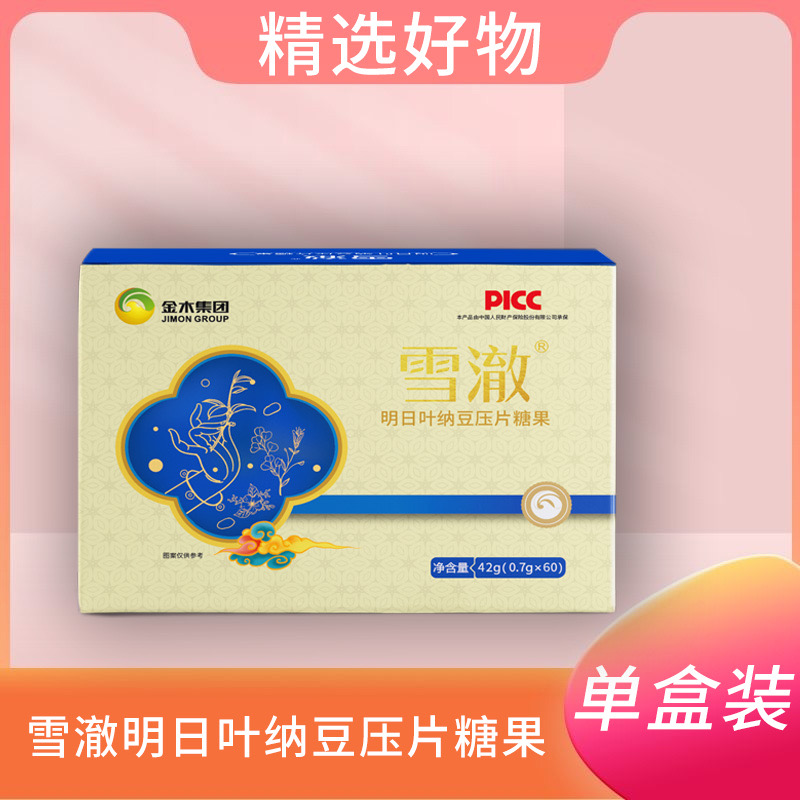 精选好物
金木集团
JIMON GROUP
PICC
本产品由中国人民财产保险股份有限公司承保
雪澈®
明日叶纳豆压片糖果
图案仅供参考
净含量 42g(0.7g×60)
雪澈明日叶纳豆压片糖果
单盒装